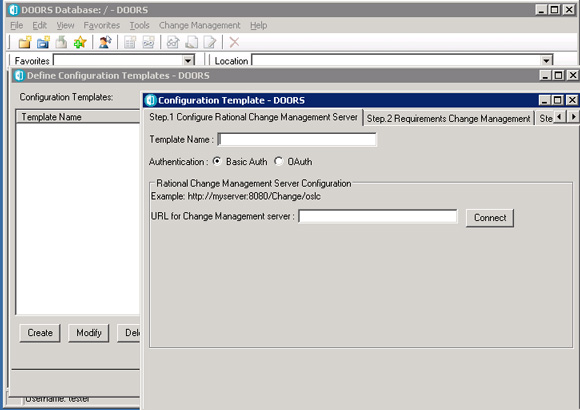 DOORS Database: / - DOORS
File Edit View Favorites Tools Change Management Help
Favorites Location
Define Configuration Templates - DOORS
Configuration Templates:
Template Name
Create Modify
Configuration Template - DOORS
Step.1 Configure Rational Change Management Server Step.2 Requirements Change Management Ste
Template Name :
Authentication : Basic Auth OAuth
Rational Change Management Server Configuration
Example: http://myserver:8080/Change/oslc
URL for Change Management server : Connect
Username: tester